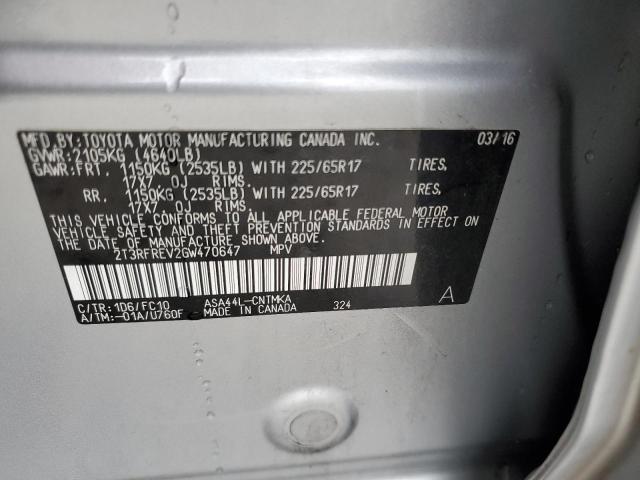 MFD.BY:TOYOTA MOTOR MANUFACTURING CANADA INC. 03/16
GVWR:2105KG (4640LB)
GAWR:FRT. 1150KG (2535LB) WITH 225/65R17 TIRES,
17X7.0J RIMS.
RR. 1150KG (2535LB) WITH 225/65R17 TIRES,
17X7.0J RIMS.
THIS VEHICLE CONFORMS TO ALL APPLICABLE FEDERAL MOTOR
VEHICLE SAFETY AND THEFT PREVENTION STANDARDS IN EFFECT ON
THE DATE OF MANUFACTURE SHOWN ABOVE.
2T3RFREV2GW470647 MPV
C/TR:1D6/FC10 ASA44L-CNTMKA A
A/TM:-01A/U760F MADE IN CANADA 324